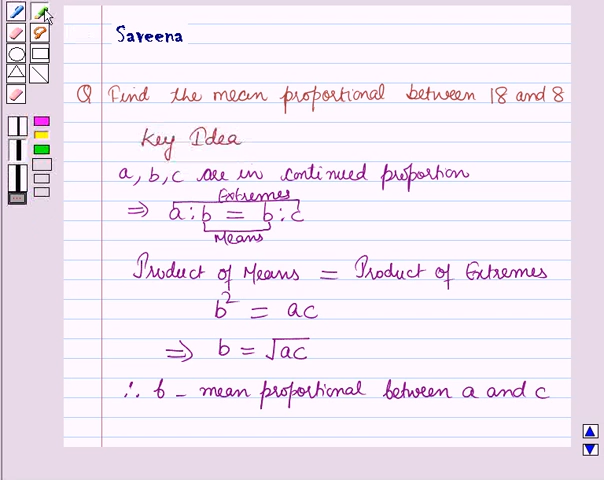 Saveena
Q Find the mean proportional between 18 and 8
Key Idea
a, b, c are in continued proportion
Extremes
⇒ a : b = b : c
Means
Product of Means = Product of Extremes
b² = ac
⇒ b = √ac
∴ b - mean proportional between a and c